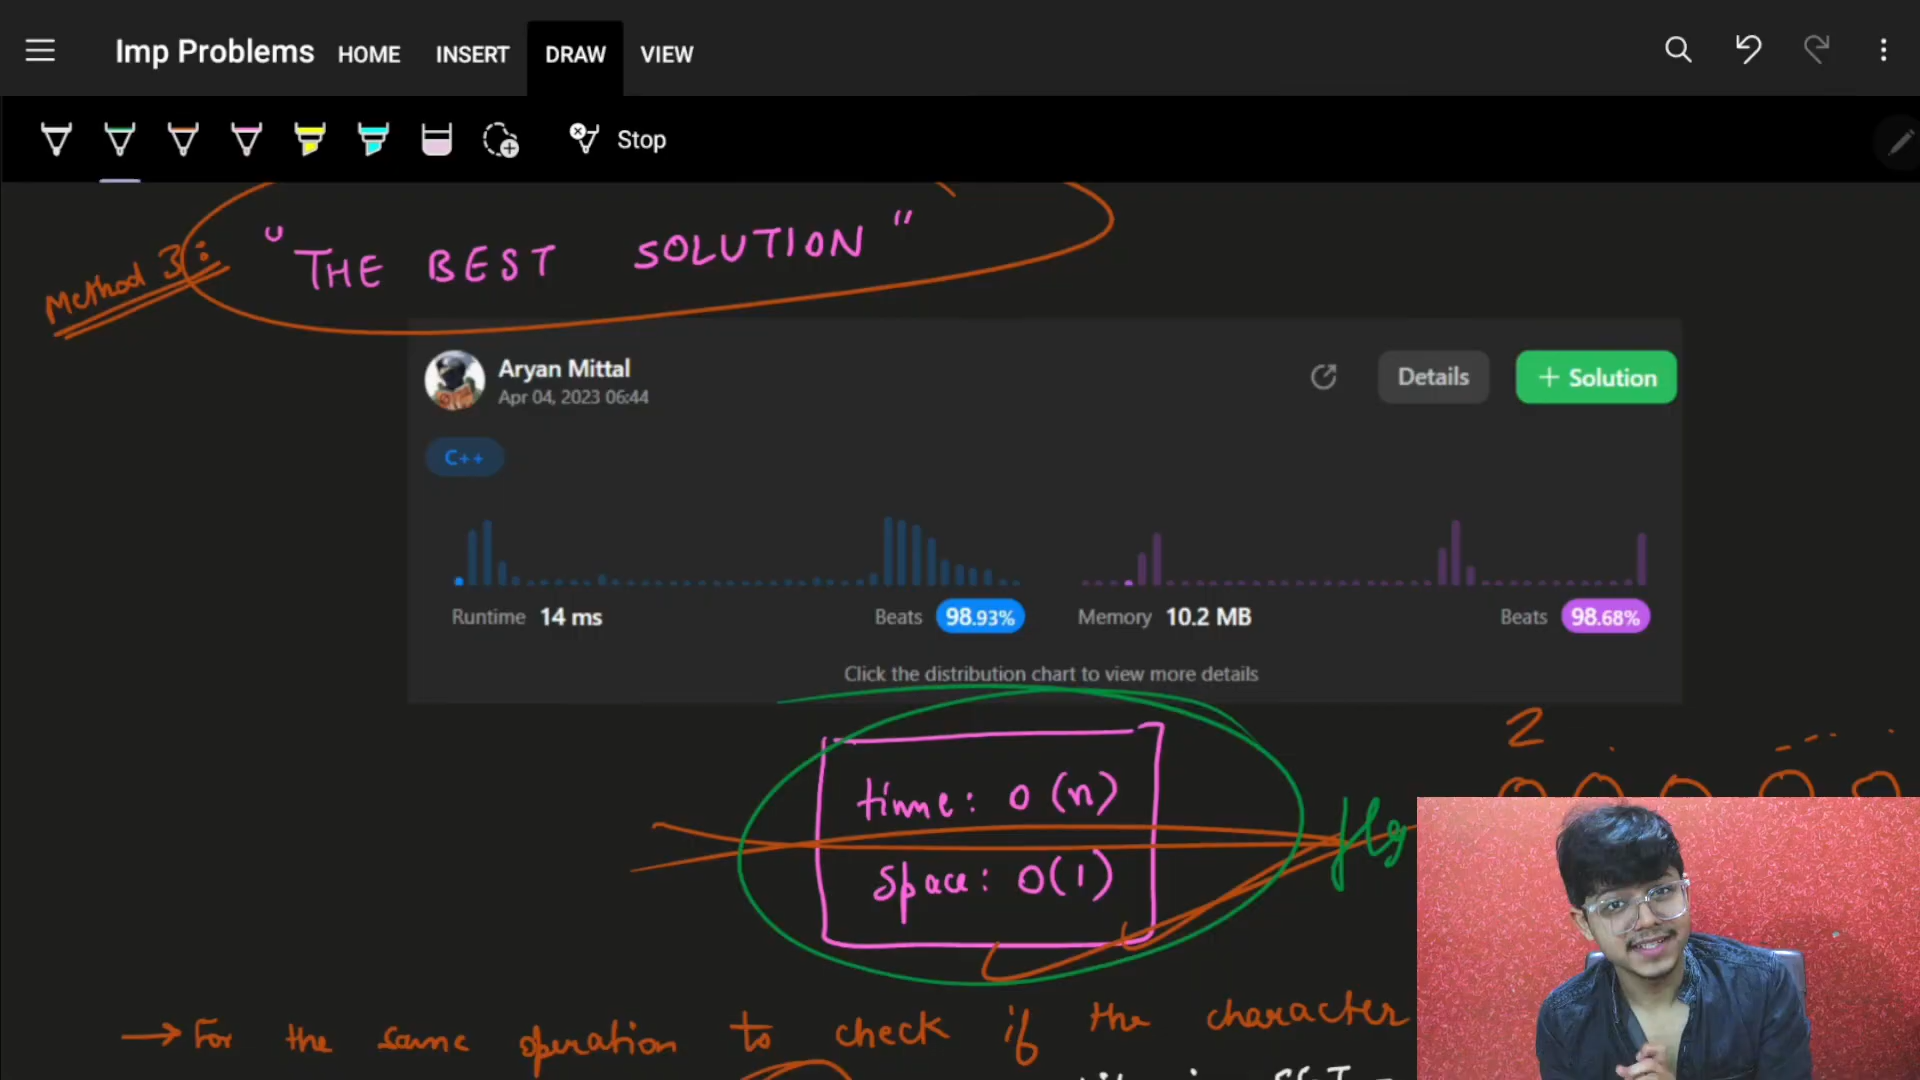 Imp Problems HOME INSERT DRAW VIEW
Stop
Method 3: "THE BEST SOLUTION"
Aryan Mittal
Apr 04, 2023 06:44
Details + Solution
C++
Runtime 14 ms Beats 98.93% Memory 10.2 MB Beats 98.68%
Click the distribution chart to view more details
2
time: O(n)
space: O(1)
→ For the same operation to check if the character